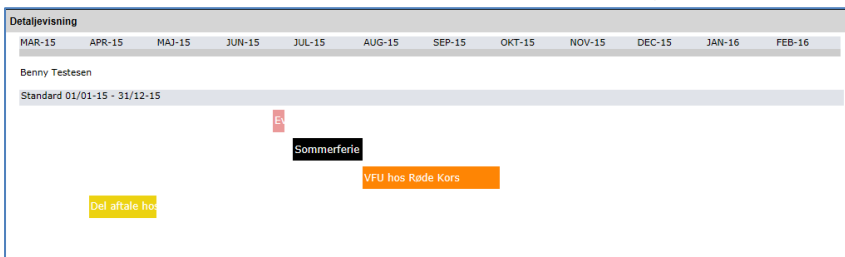 Detaljevisning
MAR-15 APR-15 MAJ-15 JUN-15 JUL-15 AUG-15 SEP-15 OKT-15 NOV-15 DEC-15 JAN-16 FEB-16
Benny Testesen
Standard 01/01-15 - 31/12-15
Ev
Sommerferie
VFU hos Røde Kors
Del aftale hos